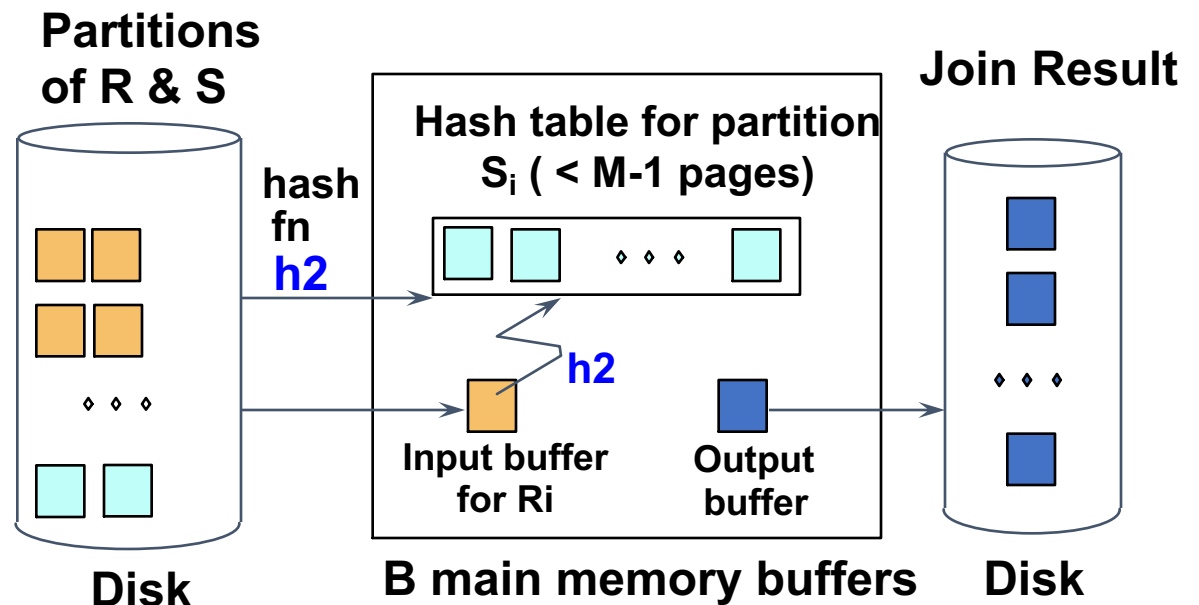 Partitions
of R & S
Join Result
Hash table for partition
Si ( < M-1 pages)
hash
fn
h2
h2
Input buffer
for Ri
Output
buffer
Disk
B main memory buffers
Disk